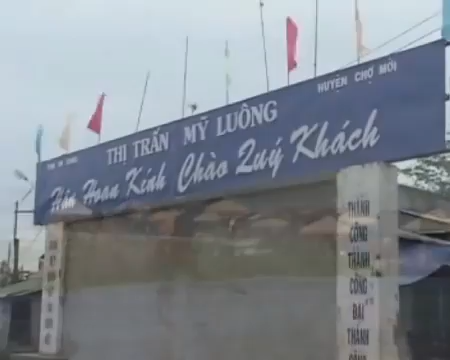 HUYỆN CHỢ MỚI
THỊ TRẤN MỸ LUÔNG
Hân Hoan Kính Chào Quý Khách
THÀNH
CÔNG
THÀNH
CÔNG
ĐẠI
THÀNH
CÔNG